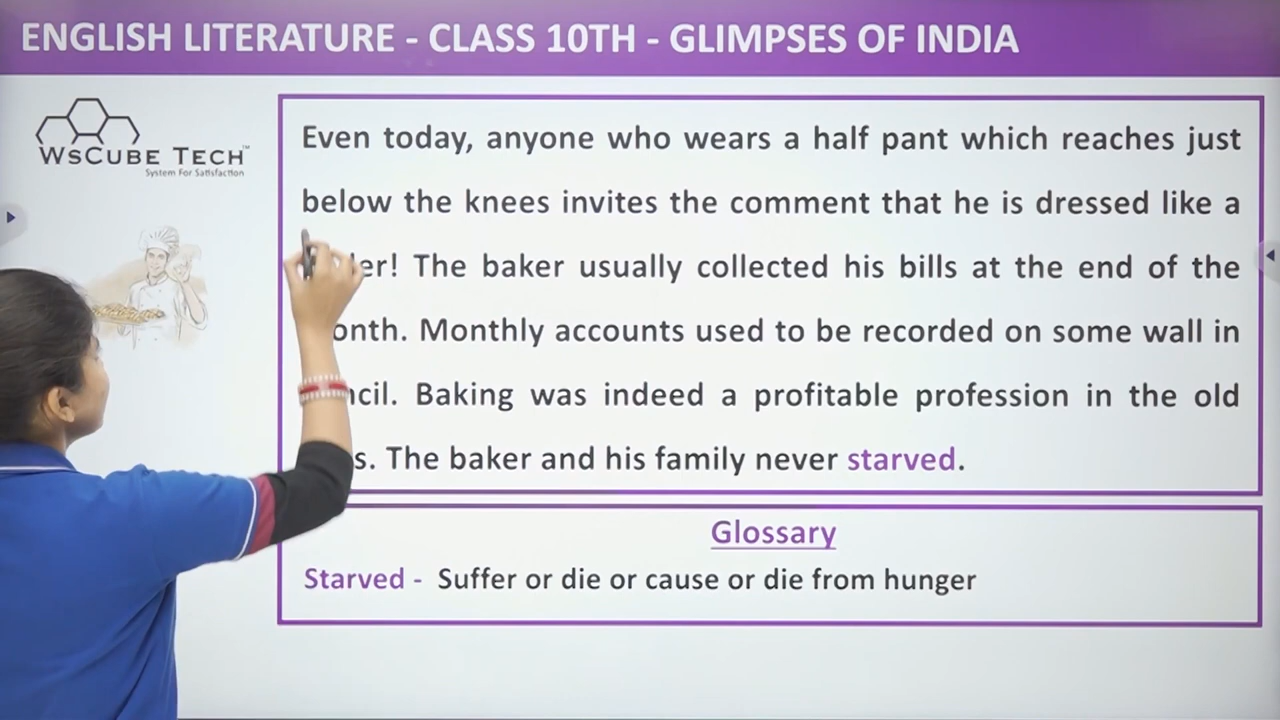 ENGLISH LITERATURE - CLASS 10TH - GLIMPSES OF INDIA
WSCUBE TECH™
System For Satisfaction
Even today, anyone who wears a half pant which reaches just
below the knees invites the comment that he is dressed like a
er! The baker usually collected his bills at the end of the
onth. Monthly accounts used to be recorded on some wall in
ncil. Baking was indeed a profitable profession in the old
s. The baker and his family never starved.
Glossary
Starved - Suffer or die or cause or die from hunger